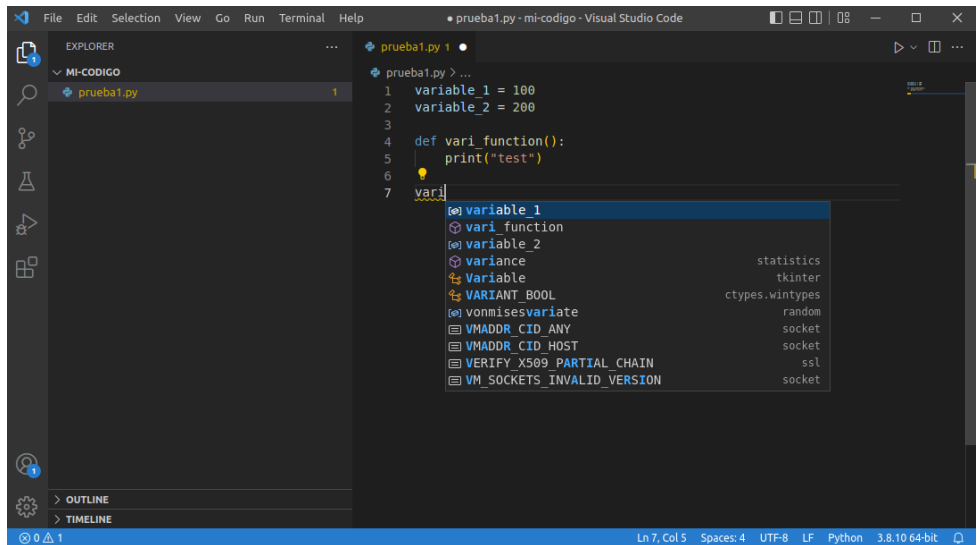 File Edit Selection View Go Run Terminal Help ● prueba1.py - mi-codigo - Visual Studio Code
EXPLORER ...
MI-CODIGO
prueba1.py 1
prueba1.py 1 ●
prueba1.py > ...
1 variable_1 = 100
2 variable_2 = 200
3
4 def vari_function():
5 print("test")
6
7 vari
variable_1
vari_function
variable_2
variance statistics
Variable tkinter
VARIANT_BOOL ctypes.wintypes
vonmisesvariate random
VMADDR_CID_ANY socket
VMADDR_CID_HOST socket
VERIFY_X509_PARTIAL_CHAIN ssl
VM_SOCKETS_INVALID_VERSION socket
1
1
OUTLINE
TIMELINE
0 1 Ln 7, Col 5 Spaces: 4 UTF-8 LF Python 3.8.10 64-bit